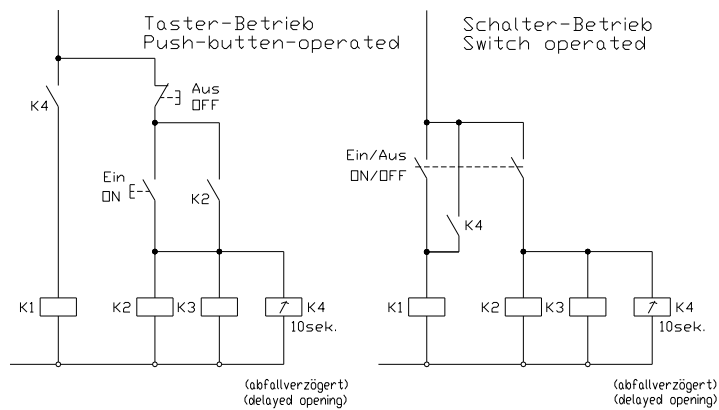 Taster-Betrieb
Push-butten-operated
K4
Aus
OFF
Ein
ON
K2
K1
K2
K3
K4
10sek.
(abfallverzögert)
(delayed opening)
Schalter-Betrieb
Switch operated
Ein/Aus
ON/OFF
K4
K1
K2
K3
K4
10sek.
(abfallverzögert)
(delayed opening)